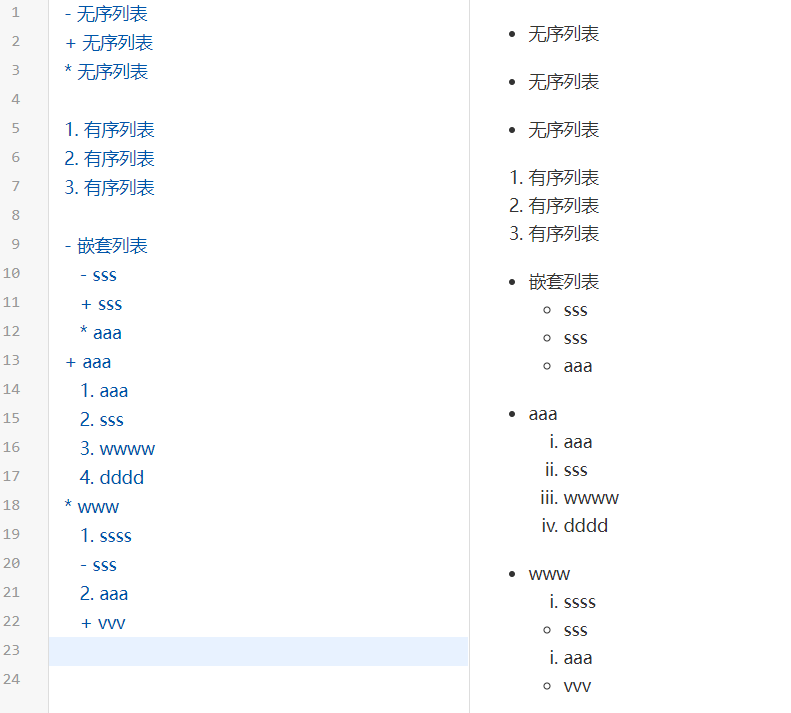 1 - 无序列表
2 + 无序列表
3 * 无序列表
4
5 1. 有序列表
6 2. 有序列表
7 3. 有序列表
8
9 - 嵌套列表
10 - sss
11 + sss
12 * aaa
13 + aaa
14 1. aaa
15 2. sss
16 3. wwww
17 4. dddd
18 * www
19 1. ssss
20 - sss
21 2. aaa
22 + vvv
23
24
• 无序列表
• 无序列表
• 无序列表
1. 有序列表
2. 有序列表
3. 有序列表
• 嵌套列表
◦ sss
◦ sss
◦ aaa
• aaa
i. aaa
ii. sss
iii. wwww
iv. dddd
• www
i. ssss
◦ sss
i. aaa
◦ vvv